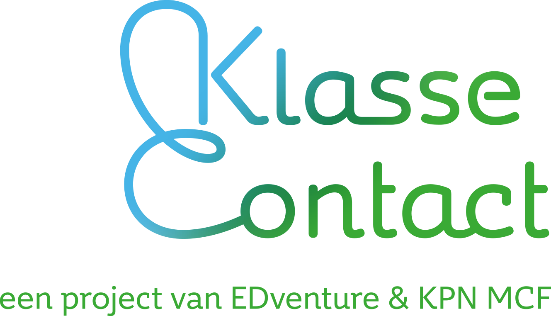 Klasse
Contact
een project van EDventure & KPN MCF